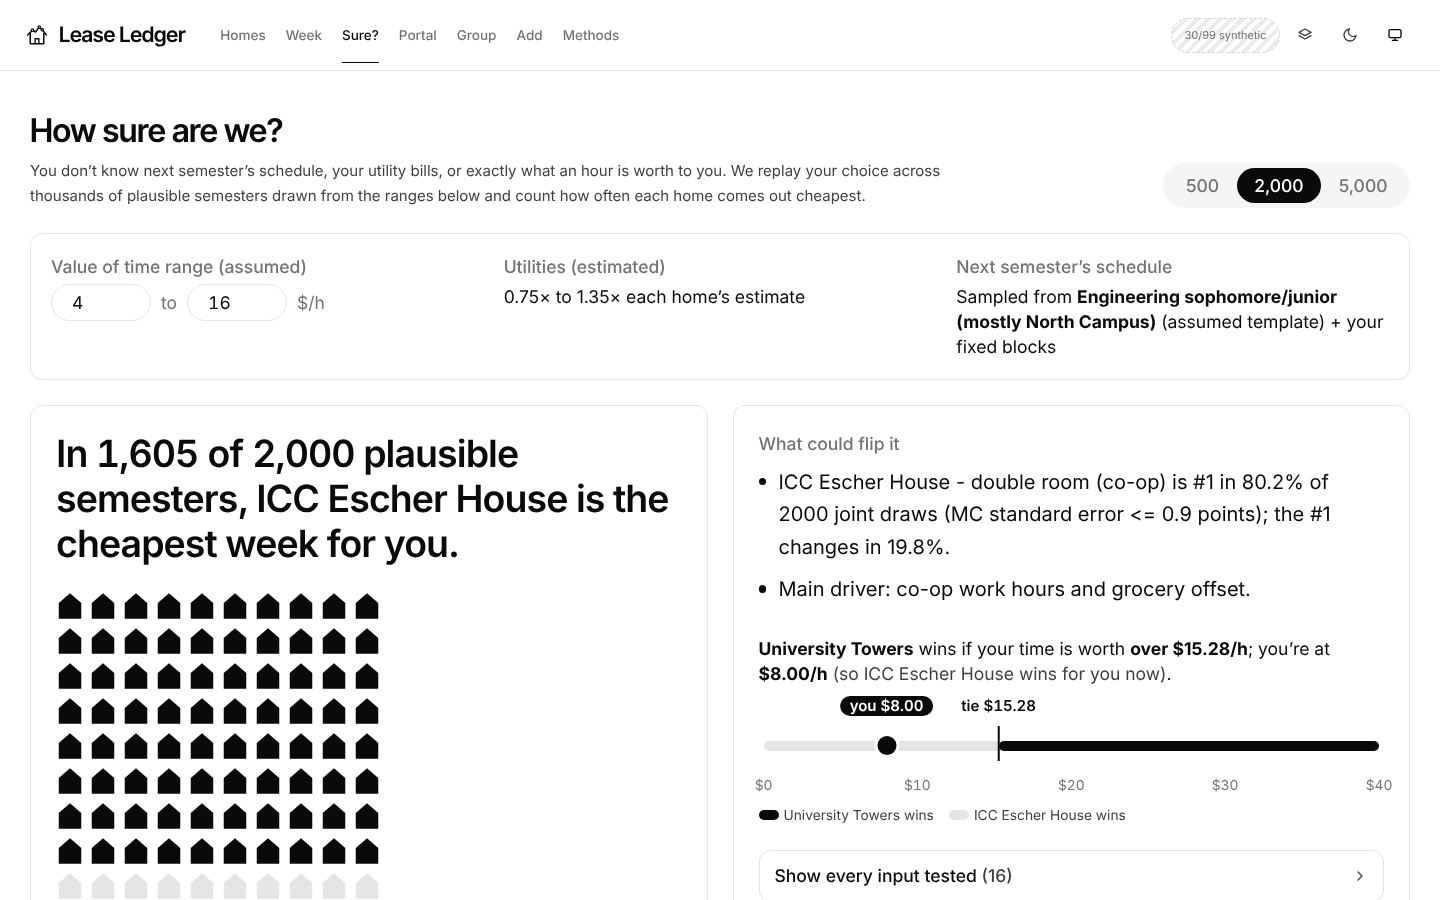 Lease Ledger
Homes Week Sure? Portal Group Add Methods
30/99 synthetic
How sure are we?
You don’t know next semester’s schedule, your utility bills, or exactly what an hour is worth to you. We replay your choice across
thousands of plausible semesters drawn from the ranges below and count how often each home comes out cheapest.
500 2,000 5,000
Value of time range (assumed)
4 to 16 $/h
Utilities (estimated)
0.75× to 1.35× each home’s estimate
Next semester’s schedule
Sampled from Engineering sophomore/junior
(mostly North Campus) (assumed template) + your
fixed blocks
In 1,605 of 2,000 plausible
semesters, ICC Escher House is the
cheapest week for you.
What could flip it
• ICC Escher House - double room (co-op) is #1 in 80.2% of
2000 joint draws (MC standard error <= 0.9 points); the #1
changes in 19.8%.
• Main driver: co-op work hours and grocery offset.
University Towers wins if your time is worth over $15.28/h; you’re at
$8.00/h (so ICC Escher House wins for you now).
you $8.00 tie $15.28
$0 $10 $20 $30 $40
University Towers wins ICC Escher House wins
Show every input tested (16)